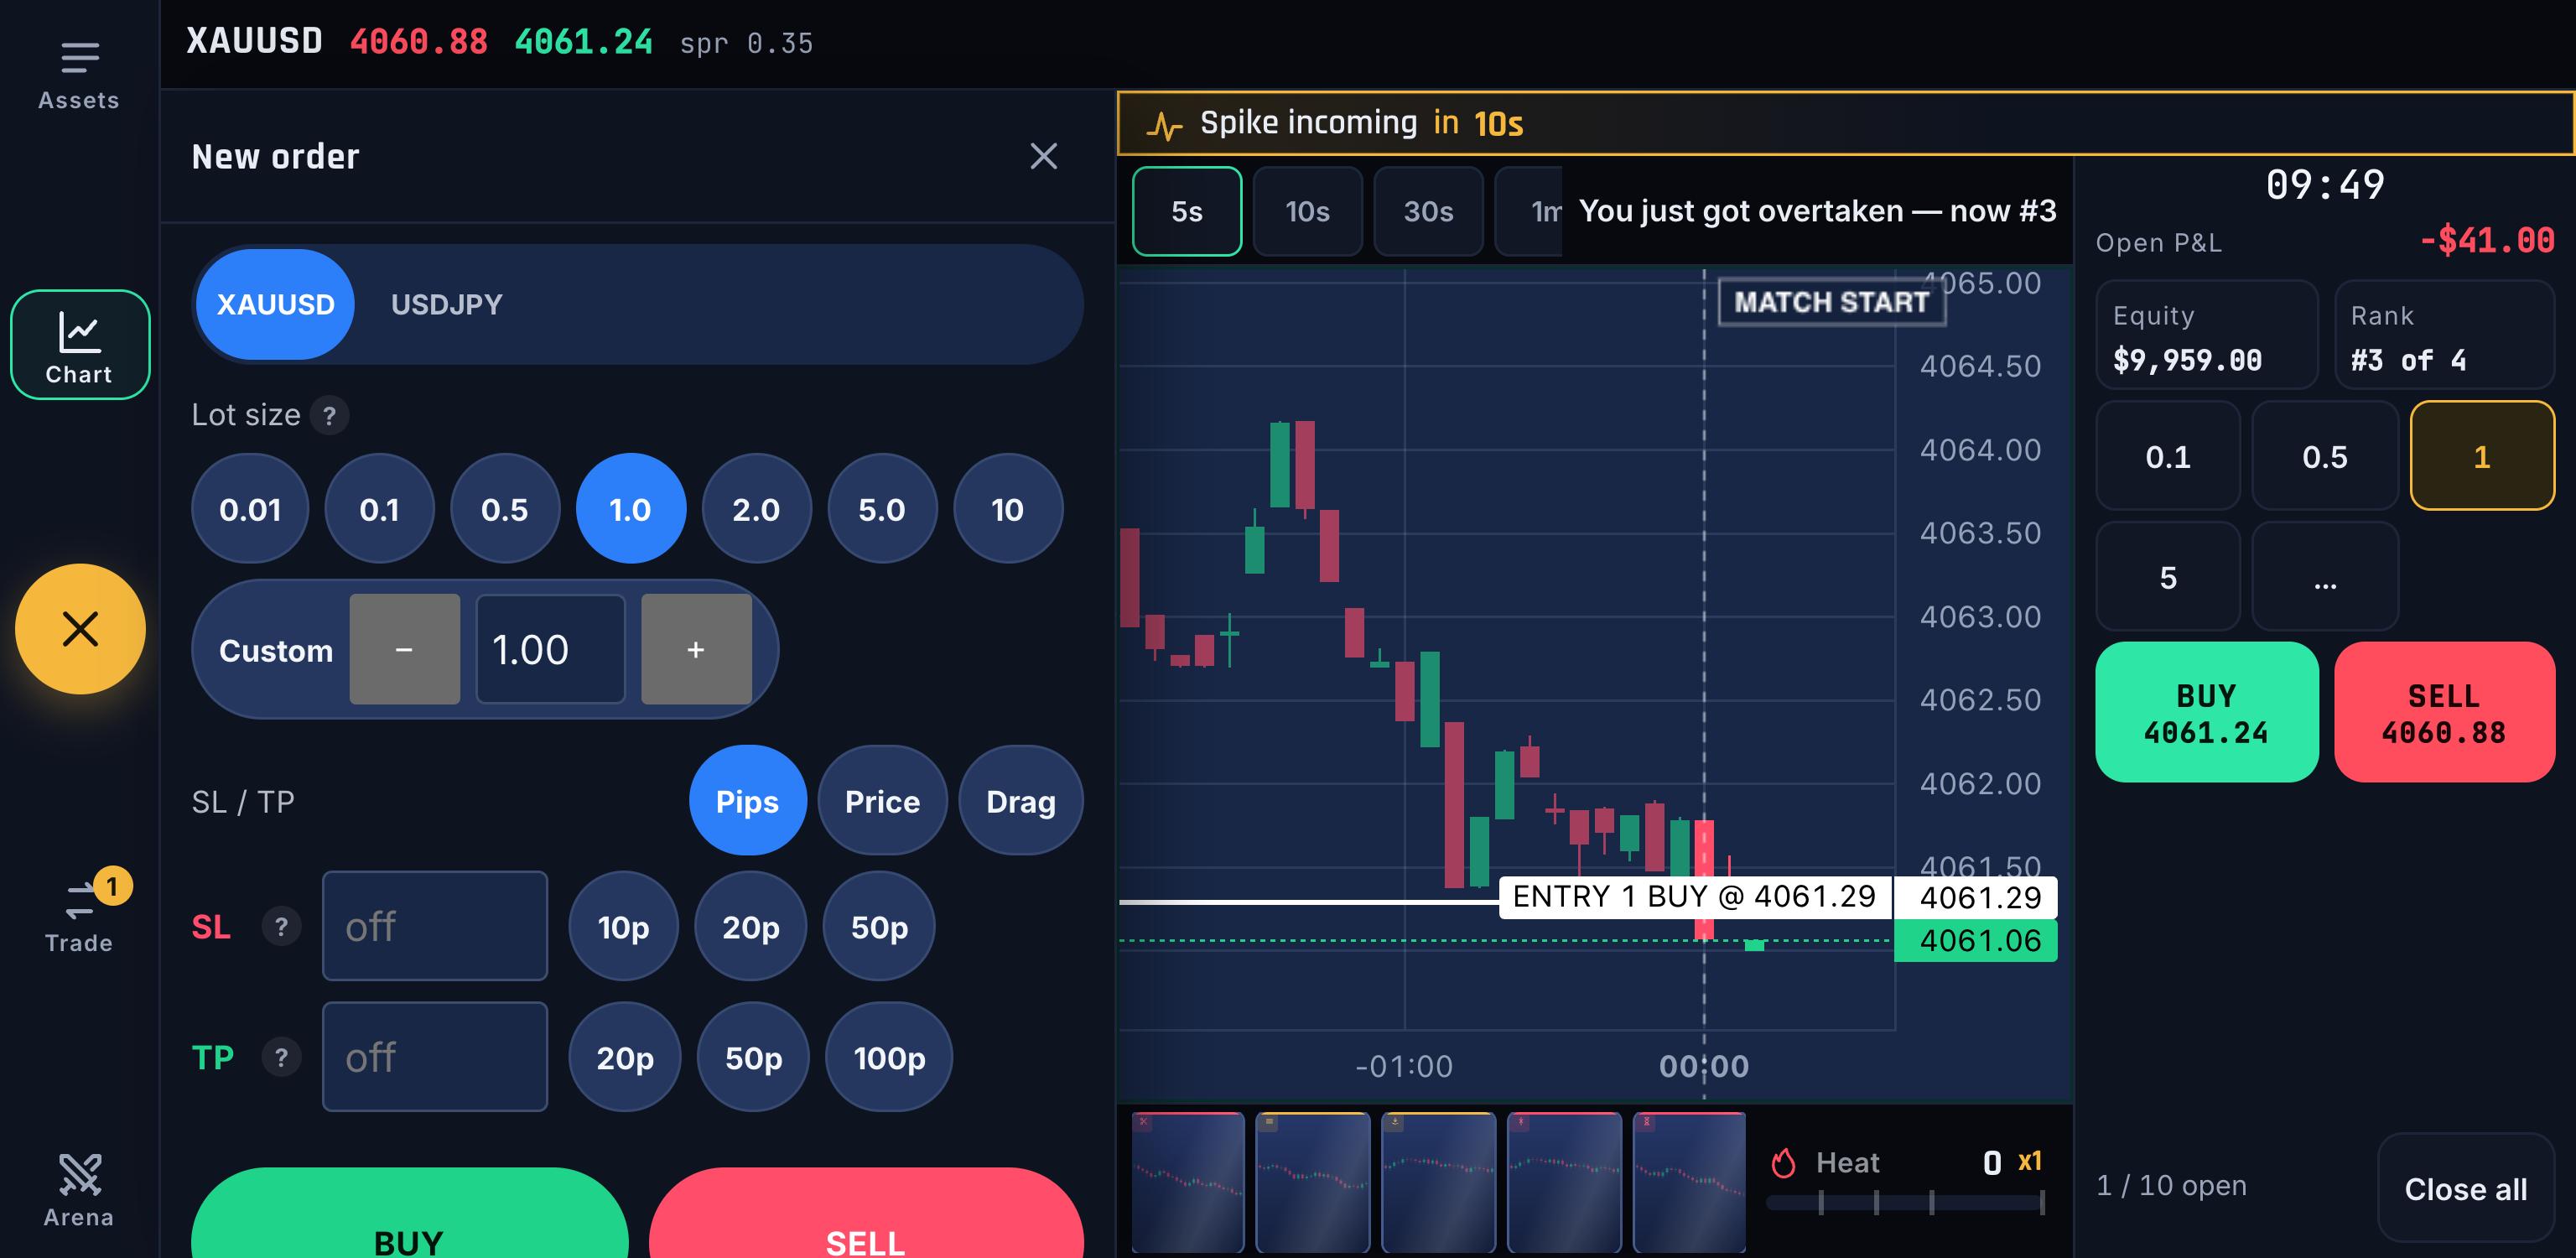 XAUUSD 4060.88 4061.24 spr 0.35
Assets
Chart
1
Trade
Arena
New order
XAUUSD USDJPY
Lot size ?
0.01 0.1 0.5 1.0 2.0 5.0 10
Custom − 1.00 +
SL / TP Pips Price Drag
SL ? off 10p 20p 50p
TP ? off 20p 50p 100p
BUY SELL
Spike incoming in 10s
5s 10s 30s 1m You just got overtaken — now #3
MATCH START
4065.00
4064.50
4064.00
4063.50
4063.00
4062.50
4062.00
4061.50
ENTRY 1 BUY @ 4061.29 4061.29
4061.06
-01:00 00:00
Heat 0 x1
09:49
Open P&L -$41.00
Equity Rank
$9,959.00 #3 of 4
0.1 0.5 1
5 ...
BUY SELL
4061.24 4060.88
1 / 10 open Close all